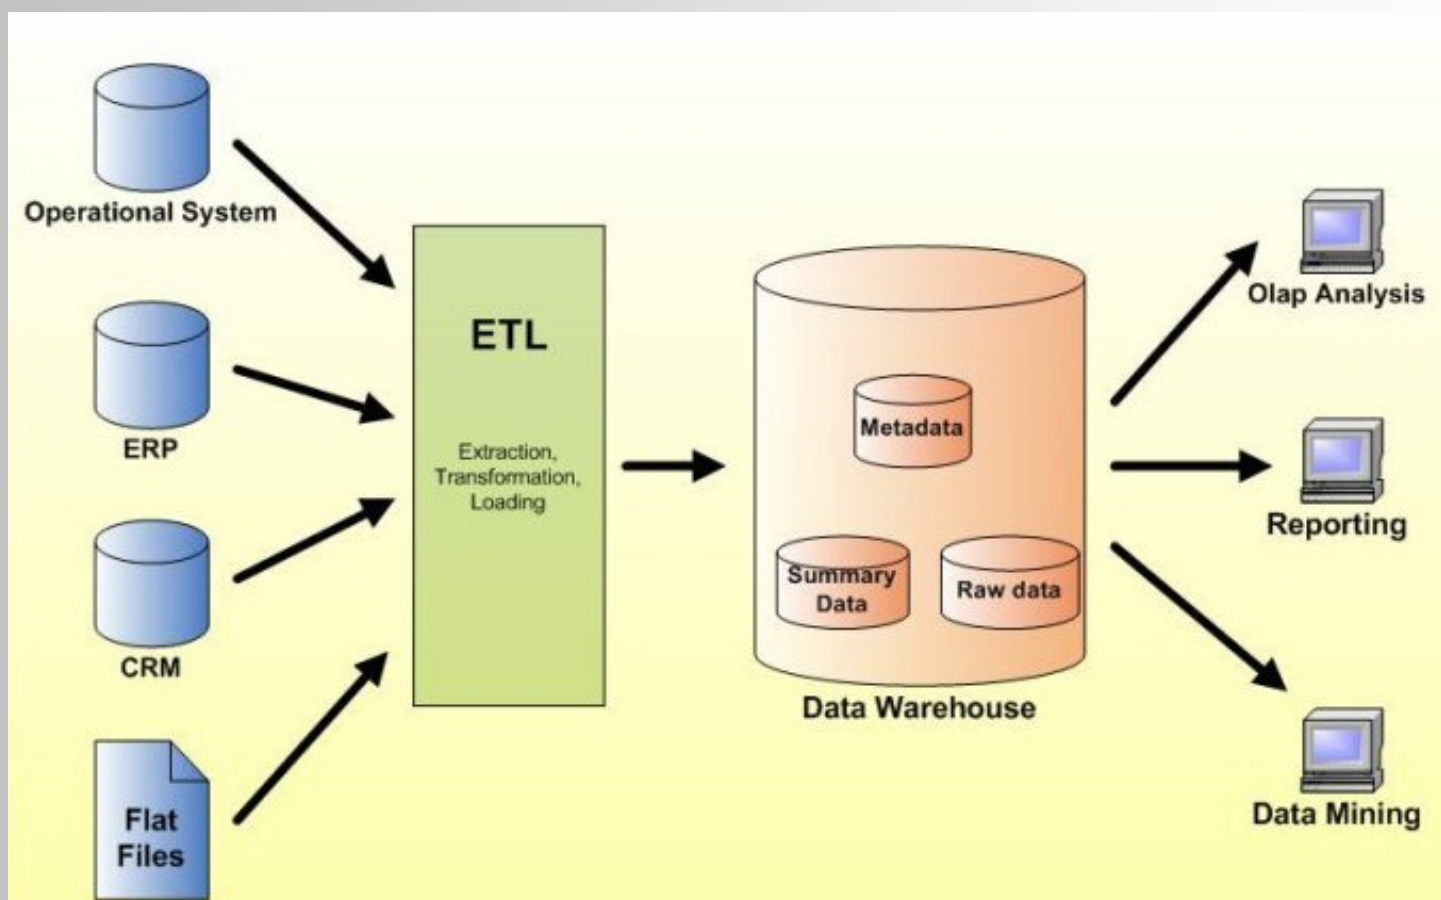 Operational System
ERP
CRM
Flat
Files
ETL
Extraction,
Transformation,
Loading
Metadata
Summary
Data
Raw data
Data Warehouse
Olap Analysis
Reporting
Data Mining